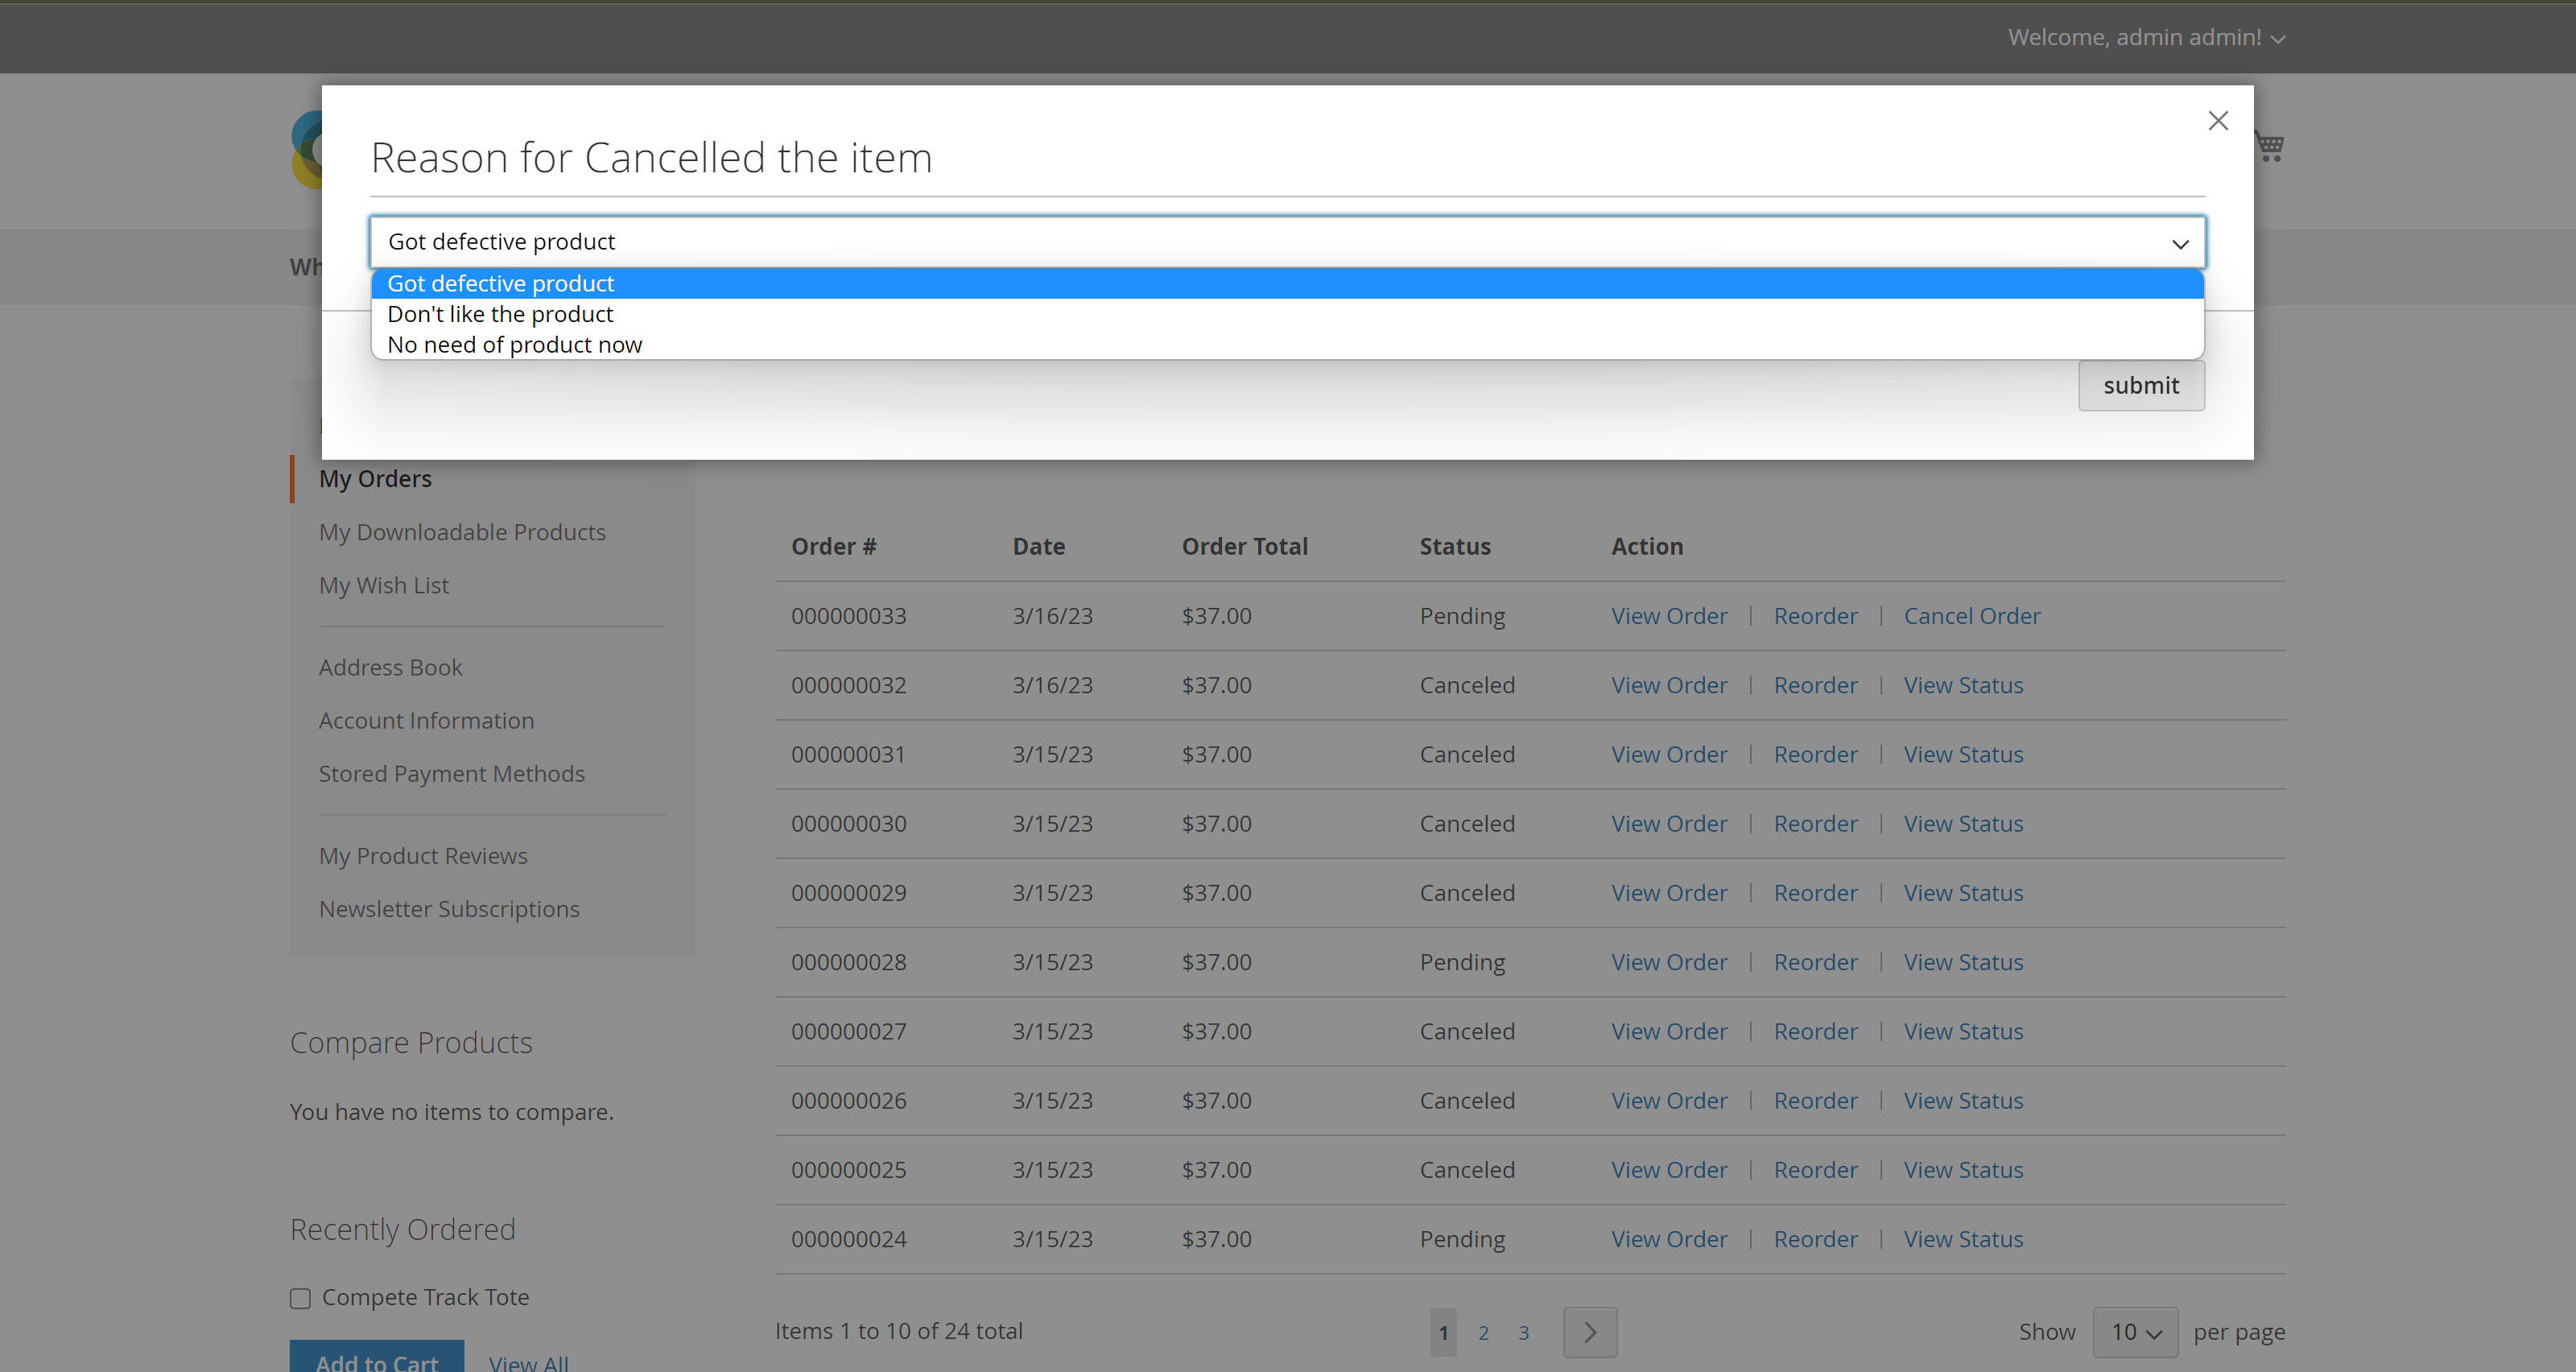 Welcome, admin admin!
Reason for Cancelled the item
Got defective product
Got defective product
Don't like the product
No need of product now
submit
Wh
My Orders
My Downloadable Products
My Wish List
Address Book
Account Information
Stored Payment Methods
My Product Reviews
Newsletter Subscriptions
Compare Products
You have no items to compare.
Recently Ordered
Compete Track Tote
Add to Cart View All
Order # Date Order Total Status Action
000000033 3/16/23 $37.00 Pending View Order | Reorder | Cancel Order
000000032 3/16/23 $37.00 Canceled View Order | Reorder | View Status
000000031 3/15/23 $37.00 Canceled View Order | Reorder | View Status
000000030 3/15/23 $37.00 Canceled View Order | Reorder | View Status
000000029 3/15/23 $37.00 Canceled View Order | Reorder | View Status
000000028 3/15/23 $37.00 Pending View Order | Reorder | View Status
000000027 3/15/23 $37.00 Canceled View Order | Reorder | View Status
000000026 3/15/23 $37.00 Canceled View Order | Reorder | View Status
000000025 3/15/23 $37.00 Canceled View Order | Reorder | View Status
000000024 3/15/23 $37.00 Pending View Order | Reorder | View Status
Items 1 to 10 of 24 total 1 2 3 Show 10 per page